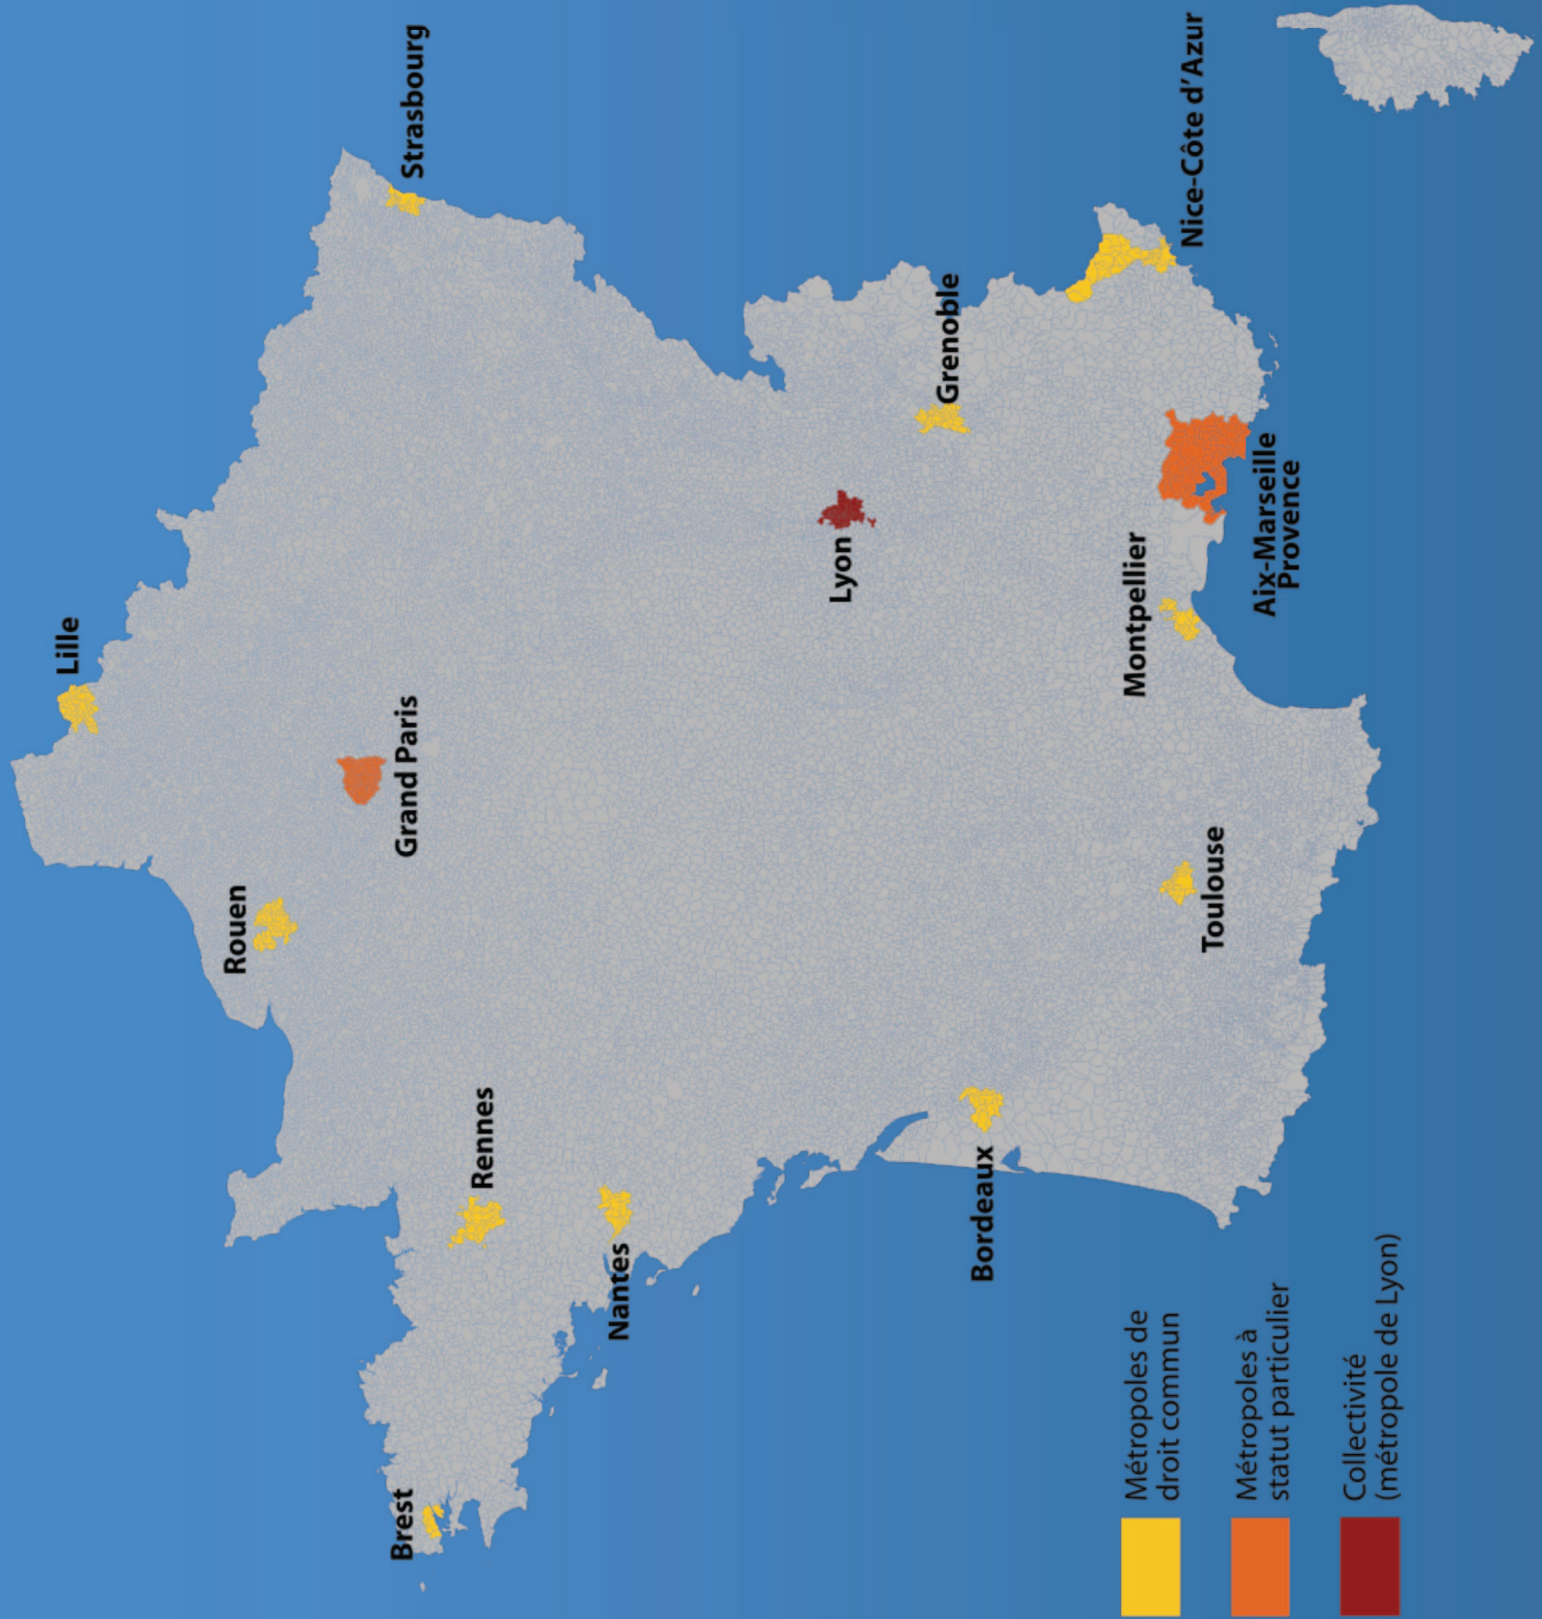 Lille
Rouen
Strasbourg
Grand Paris
Brest
Rennes
Nantes
Lyon
Grenoble
Bordeaux
Montpellier
Nice-Côte d'Azur
Toulouse
Aix-Marseille
Provence
Métropoles de
droit commun
Métropoles à
statut particulier
Collectivité
(métropole de Lyon)